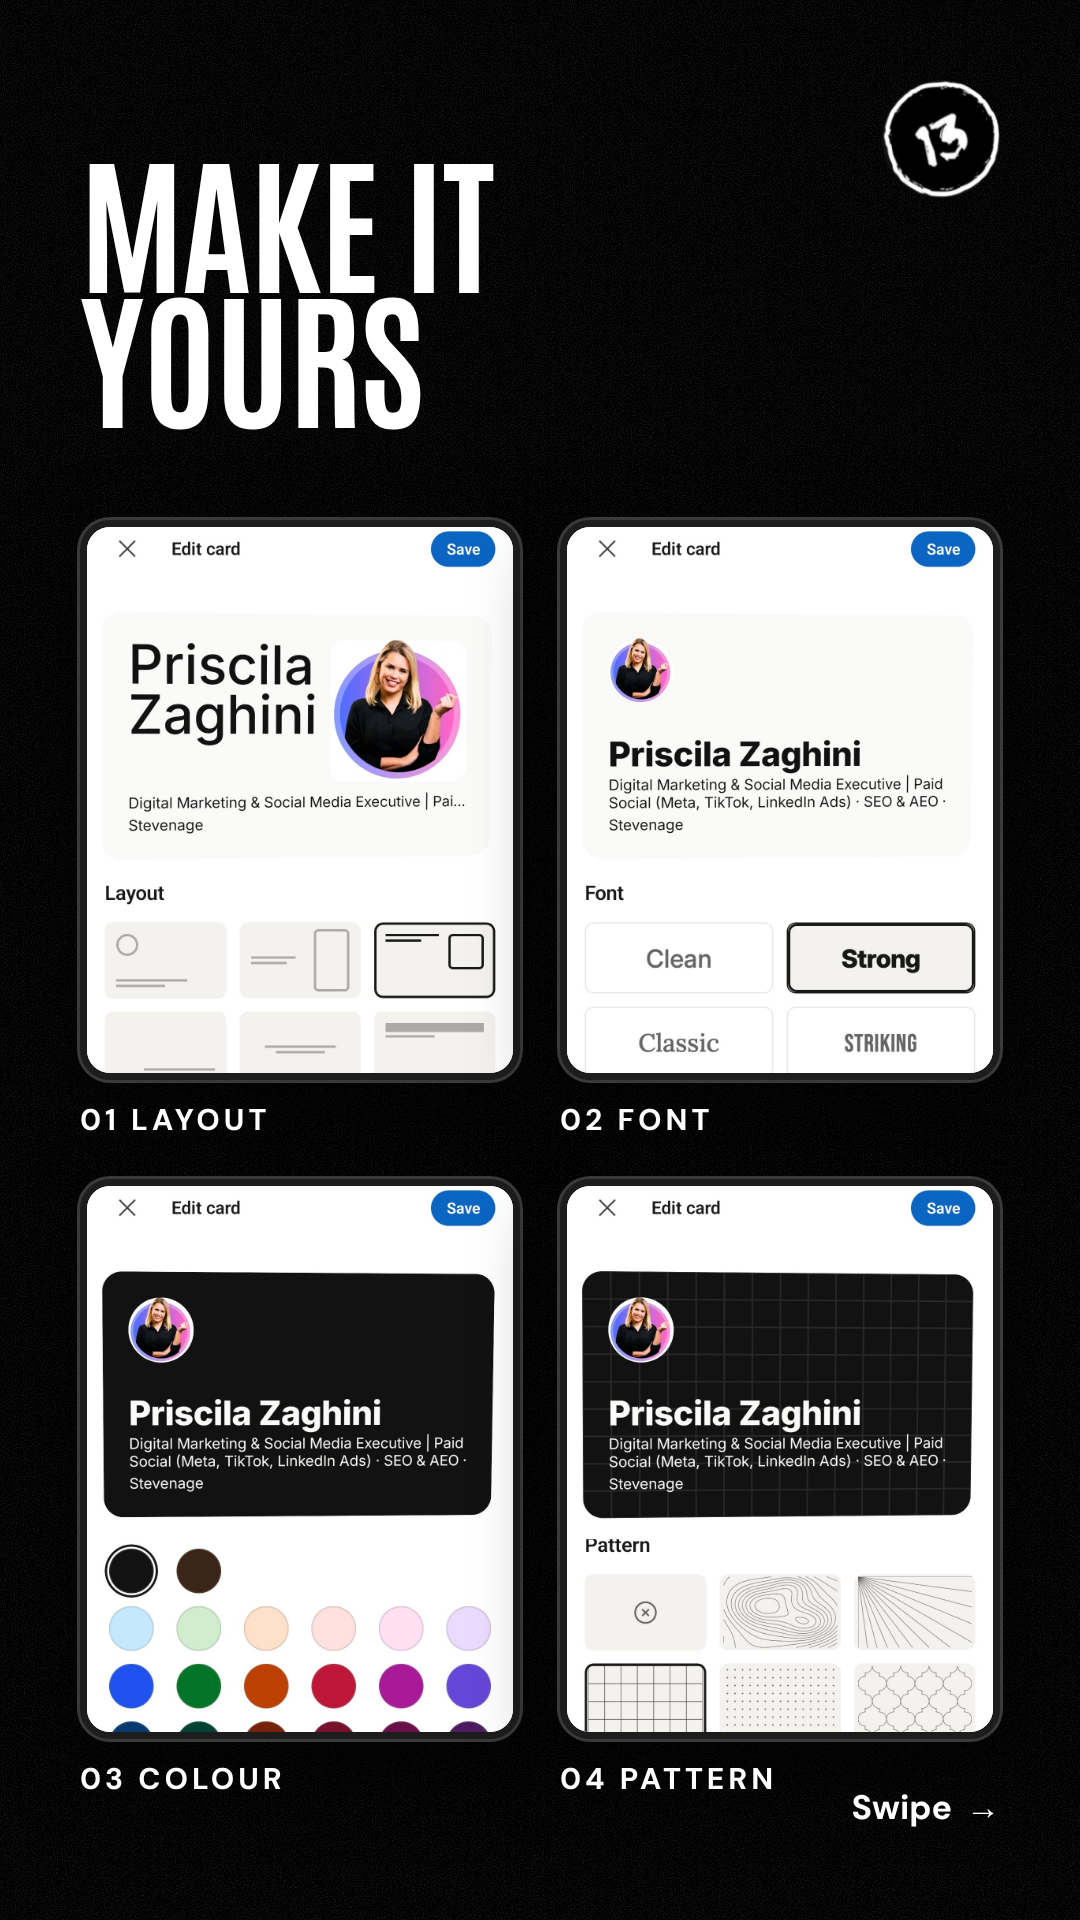 13
MAKE IT
YOURS
Edit card
Save
Priscila
Zaghini
Digital Marketing & Social Media Executive | Pai...
Stevenage
Layout
01 LAYOUT
Edit card
Save
Priscila Zaghini
Digital Marketing & Social Media Executive | Paid
Social (Meta, TikTok, LinkedIn Ads) · SEO & AEO ·
Stevenage
Font
Clean
Strong
Classic
STRIKING
02 FONT
Edit card
Save
Priscila Zaghini
Digital Marketing & Social Media Executive | Paid
Social (Meta, TikTok, LinkedIn Ads) · SEO & AEO ·
Stevenage
03 COLOUR
Edit card
Save
Priscila Zaghini
Digital Marketing & Social Media Executive | Paid
Social (Meta, TikTok, LinkedIn Ads) · SEO & AEO ·
Stevenage
Pattern
04 PATTERN
Swipe →